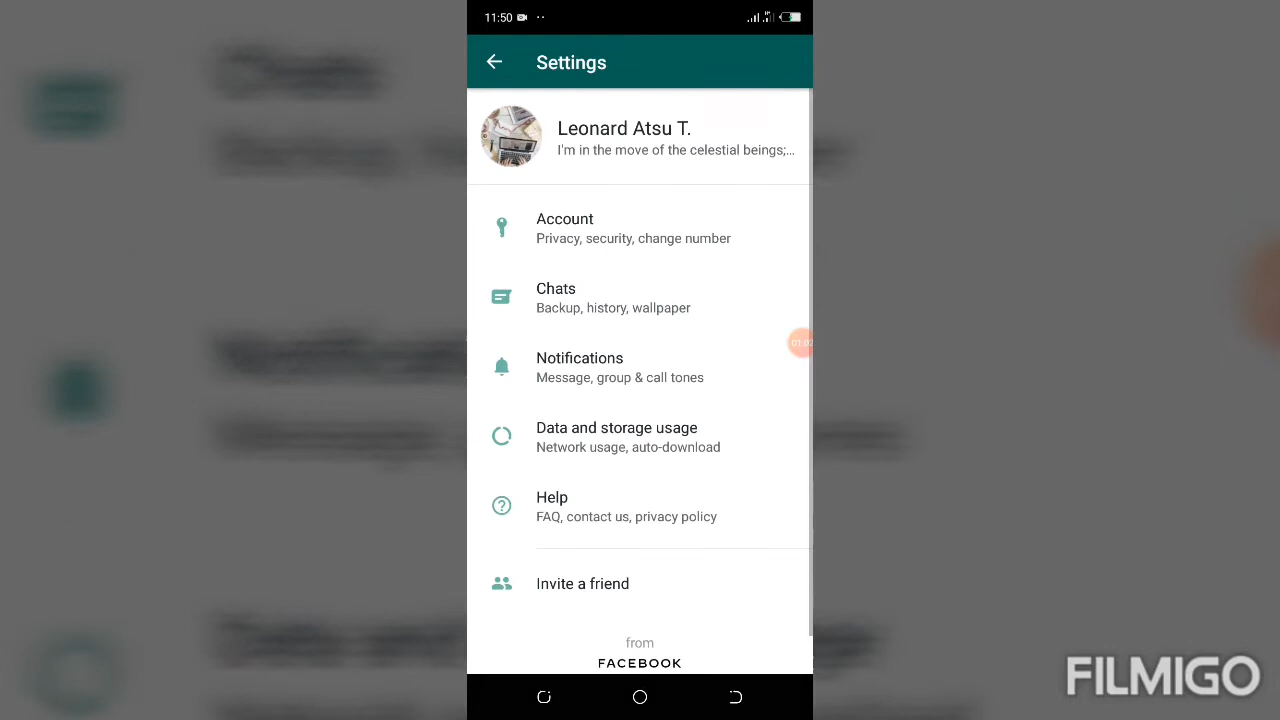 11:50
Settings
Leonard Atsu T.
I'm in the move of the celestial beings;...
Account
Privacy, security, change number
Chats
Backup, history, wallpaper
Notifications
Message, group & call tones
01:02
Data and storage usage
Network usage, auto-download
Help
FAQ, contact us, privacy policy
Invite a friend
from
FACEBOOK
FILMIGO